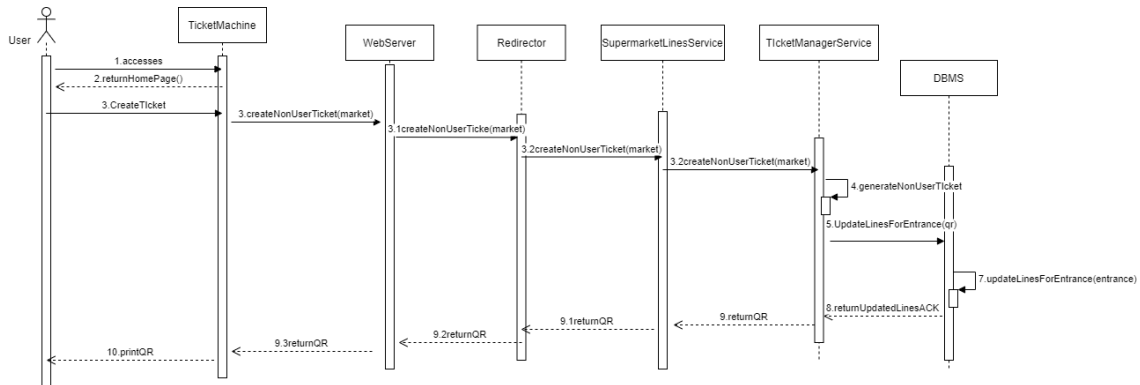 User
TicketMachine
WebServer
Redirector
SupermarketLinesService
TIcketManagerService
DBMS
1.accesses
2.returnHomePage()
3.CreateTIcket
3.createNonUserTicket(market)
3.1createNonUserTicke(market)
3.2createNonUserTicket(market)
3.2createNonUserTicket(market)
4.generateNonUserTIcket
5.UpdateLinesForEntrance(qr)
7.updateLinesForEntrance(entrance)
8.returnUpdatedLinesACK
9.returnQR
9.1returnQR
9.2returnQR
9.3returnQR
10.printQR